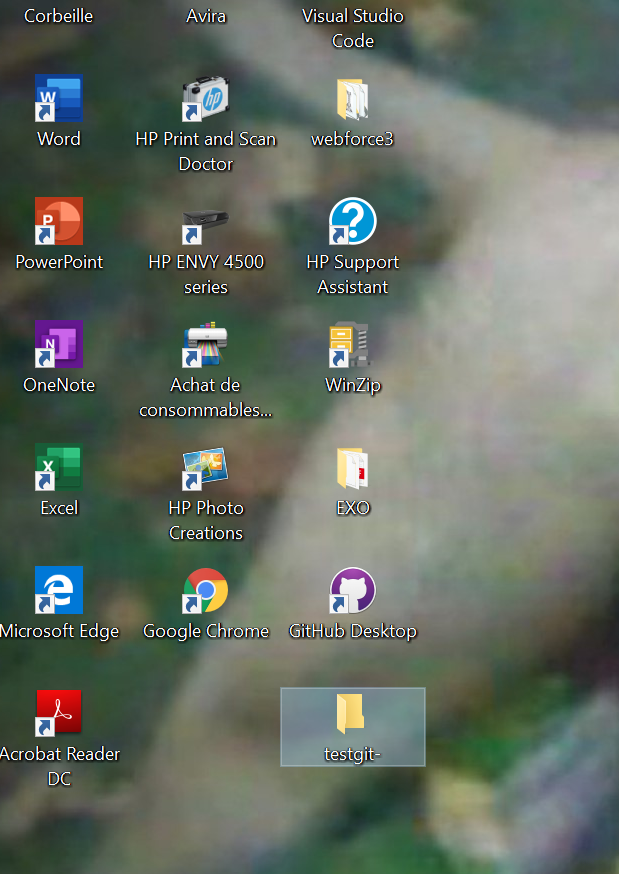 Corbeille
Avira
Visual Studio
Code
Word
HP Print and Scan
Doctor
webforce3
PowerPoint
HP ENVY 4500
series
HP Support
Assistant
OneNote
Achat de
consommables...
WinZip
Excel
HP Photo
Creations
EXO
Microsoft Edge
Google Chrome
GitHub Desktop
Acrobat Reader
DC
testgit-